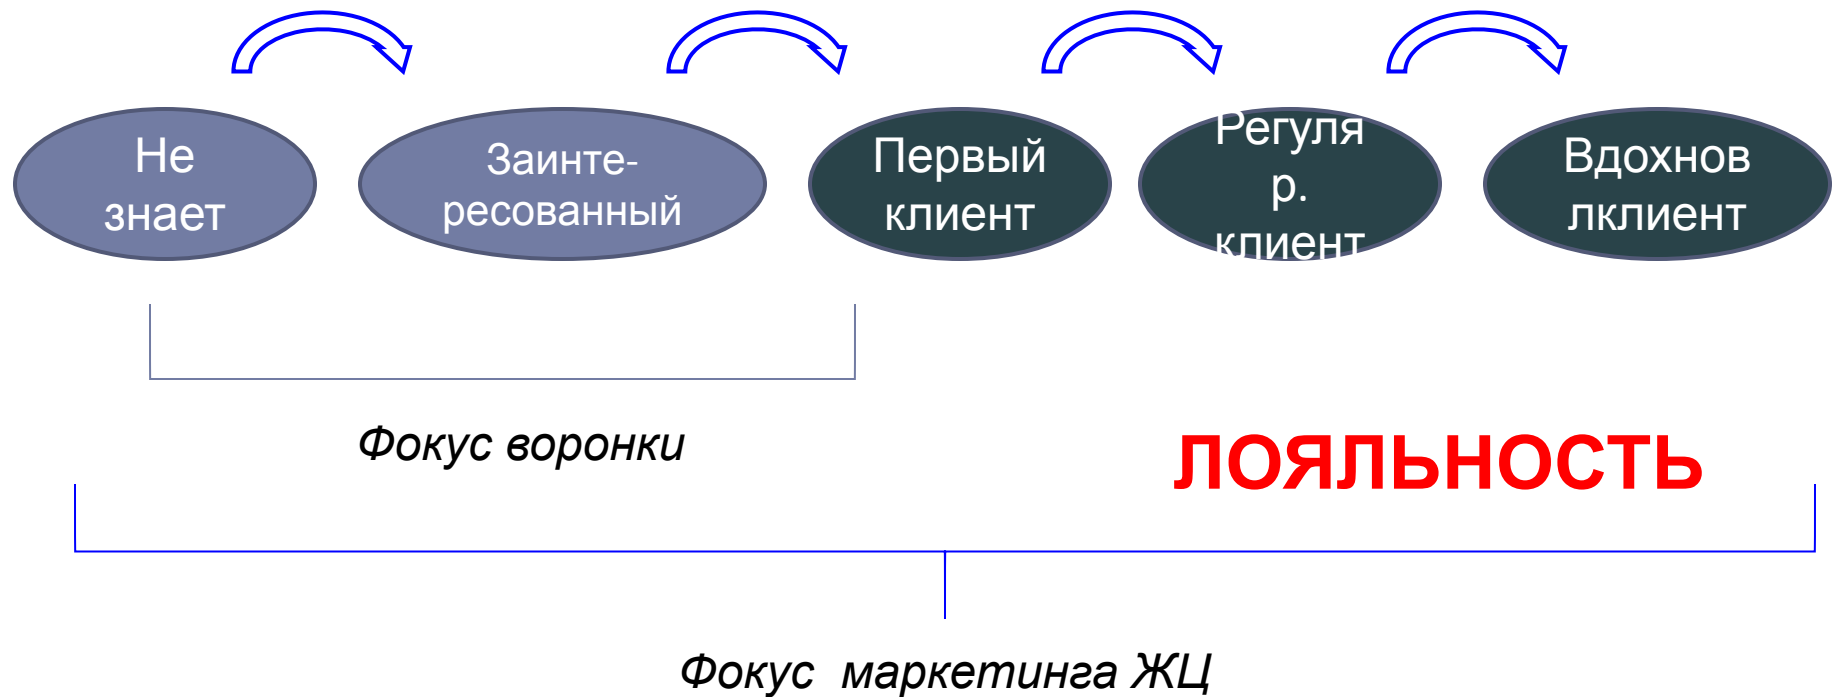 Не
знает
Заинте-
ресованный
Первый
клиент
Регуля
р.
клиент
Вдохнов
лклиент
Фокус воронки
ЛОЯЛЬНОСТЬ
Фокус маркетинга ЖЦ